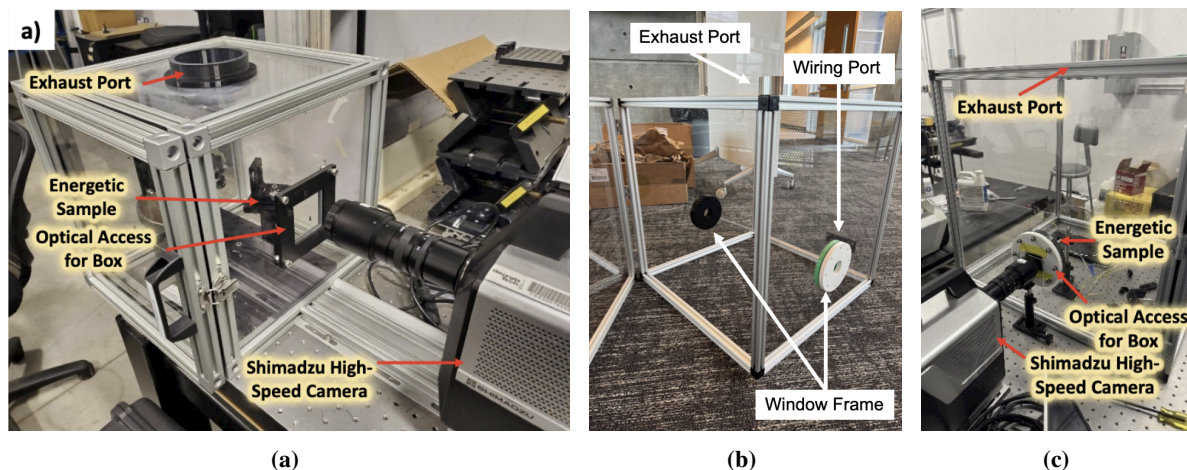 a)
Exhaust Port
Energetic
Sample
Optical Access
for Box
Shimadzu High-
Speed Camera
SHIMADZU
(a)
Exhaust Port
Wiring Port
Window Frame
(b)
Exhaust Port
Energetic
Sample
Optical Access
for Box
Shimadzu High-
Speed Camera
(c)